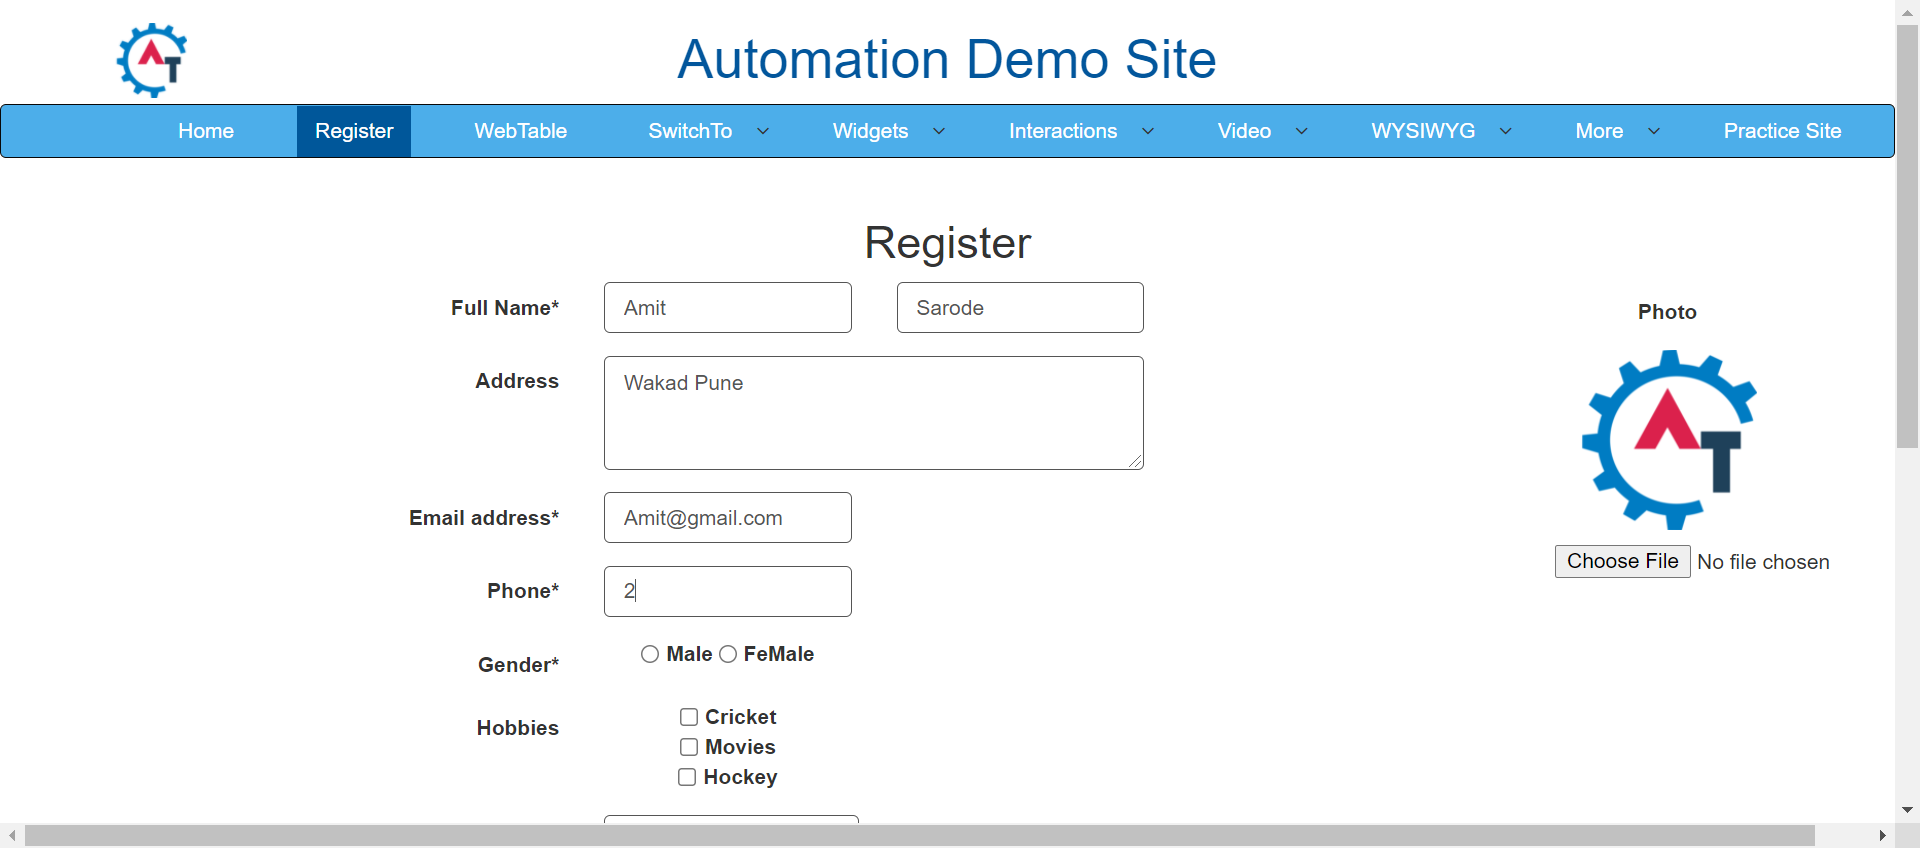 AT
Automation Demo Site
Home Register WebTable SwitchTo Widgets Interactions Video WYSIWYG More Practice Site
Register
Full Name* Amit Sarode
Photo
Address Wakad Pune
AT
Email address* Amit@gmail.com
Choose File No file chosen
Phone* 2
Gender* Male FeMale
Hobbies Cricket
Movies
Hockey